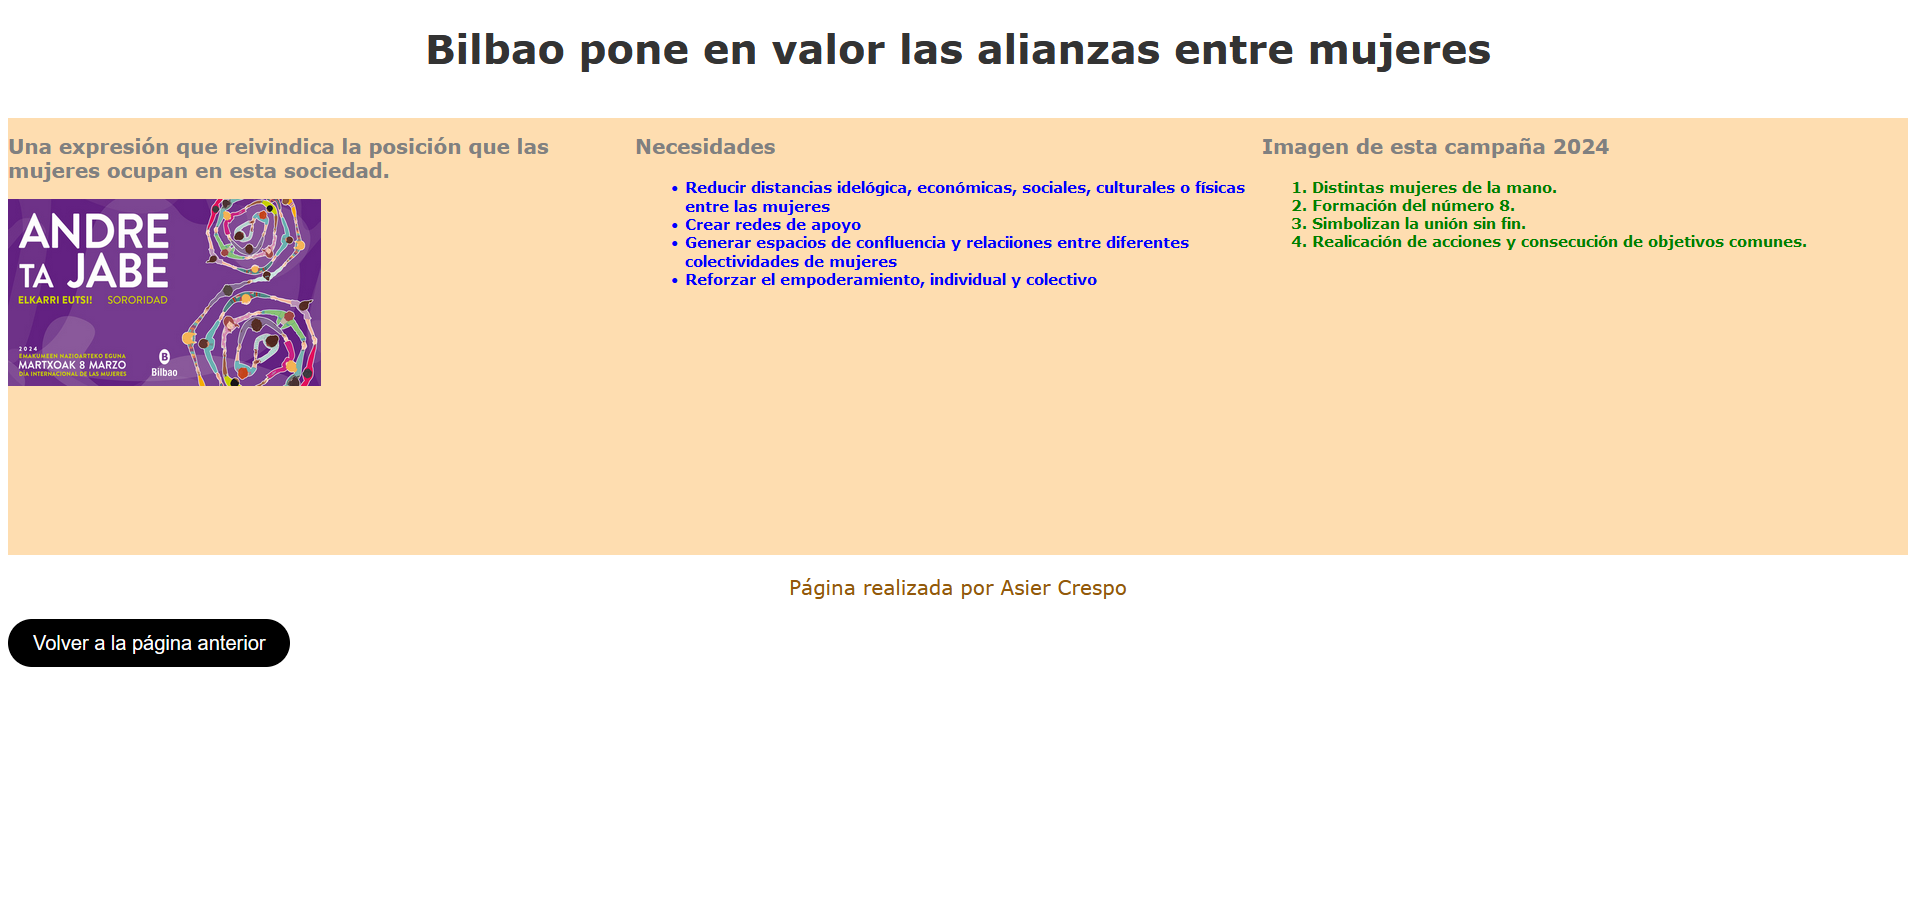 Bilbao pone en valor las alianzas entre mujeres
Una expresión que reivindica la posición que las
mujeres ocupan en esta sociedad.
ANDRE
TA JABE
ELKARRI EUTSI! SORORIDAD
2024
EMAKUMEEN NAZIOARTEKO EGUNA
MARTXOAK 8 MARZO
DÍA INTERNACIONAL DE LAS MUJERES
B
Bilbao
Necesidades
• Reducir distancias idelógica, económicas, sociales, culturales o físicas
entre las mujeres
• Crear redes de apoyo
• Generar espacios de confluencia y relaciiones entre diferentes
colectividades de mujeres
• Reforzar el empoderamiento, individual y colectivo
Imagen de esta campaña 2024
1. Distintas mujeres de la mano.
2. Formación del número 8.
3. Simbolizan la unión sin fin.
4. Realicación de acciones y consecución de objetivos comunes.
Página realizada por Asier Crespo
Volver a la página anterior